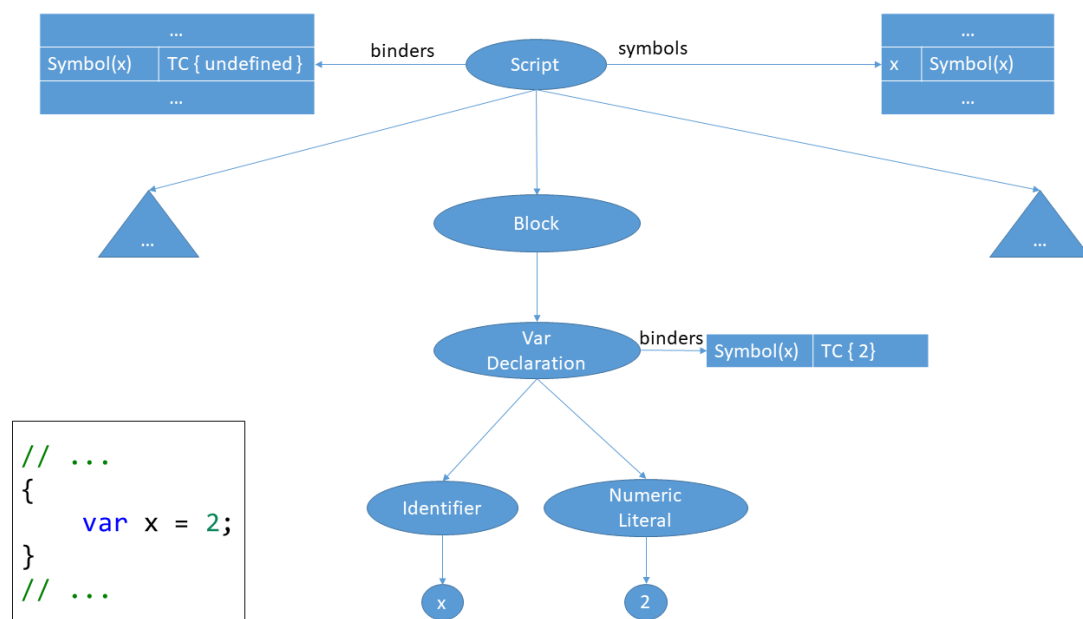 ...
Symbol(x) TC { undefined }
...
binders
Script
symbols
...
x Symbol(x)
...
...
Block
...
Var
Declaration
binders
Symbol(x) TC { 2}
// ...
{
var x = 2;
}
// ...
Identifier
Numeric
Literal
x
2